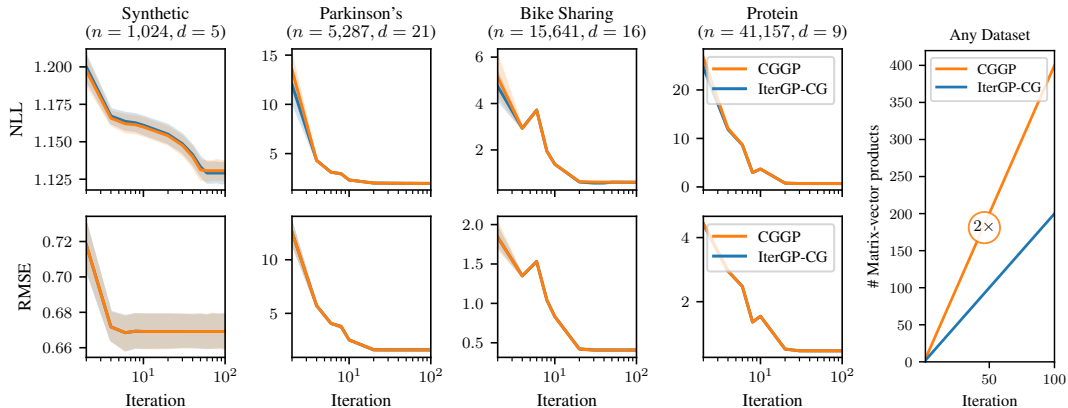 Synthetic
(n = 1,024, d = 5)
Parkinson's
(n = 5,287, d = 21)
Bike Sharing
(n = 15,641, d = 16)
Protein
(n = 41,157, d = 9)
Any Dataset
NLL
1.200
1.175
1.150
1.125
15
10
5
6
4
2
20
10
0
CGGP
IterGP-CG
RMSE
0.72
0.70
0.68
0.66
10
5
2.0
1.5
1.0
0.5
4
2
CGGP
IterGP-CG
10¹
10²
Iteration
10¹
10²
Iteration
10¹
10²
Iteration
10¹
10²
Iteration
# Matrix-vector products
400
350
300
250
200
150
100
50
0
CGGP
IterGP-CG
2×
50
100
Iteration